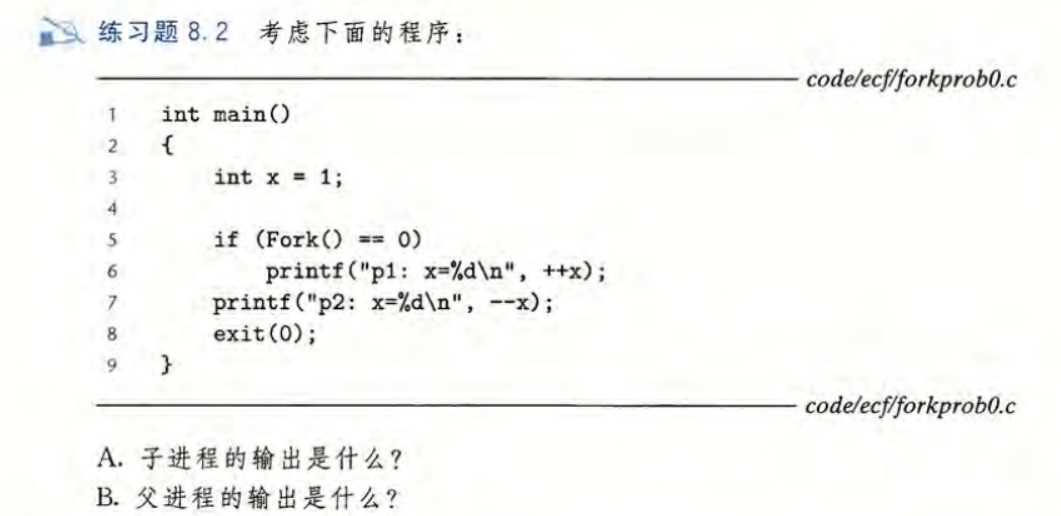 练习题 8.2 考虑下面的程序：
code/ecf/forkprob0.c
1 int main()
2 {
3 int x = 1;
4
5 if (Fork() == 0)
6 printf("p1: x=%d\n", ++x);
7 printf("p2: x=%d\n", --x);
8 exit(0);
9 }
code/ecf/forkprob0.c
A. 子进程的输出是什么？
B. 父进程的输出是什么？